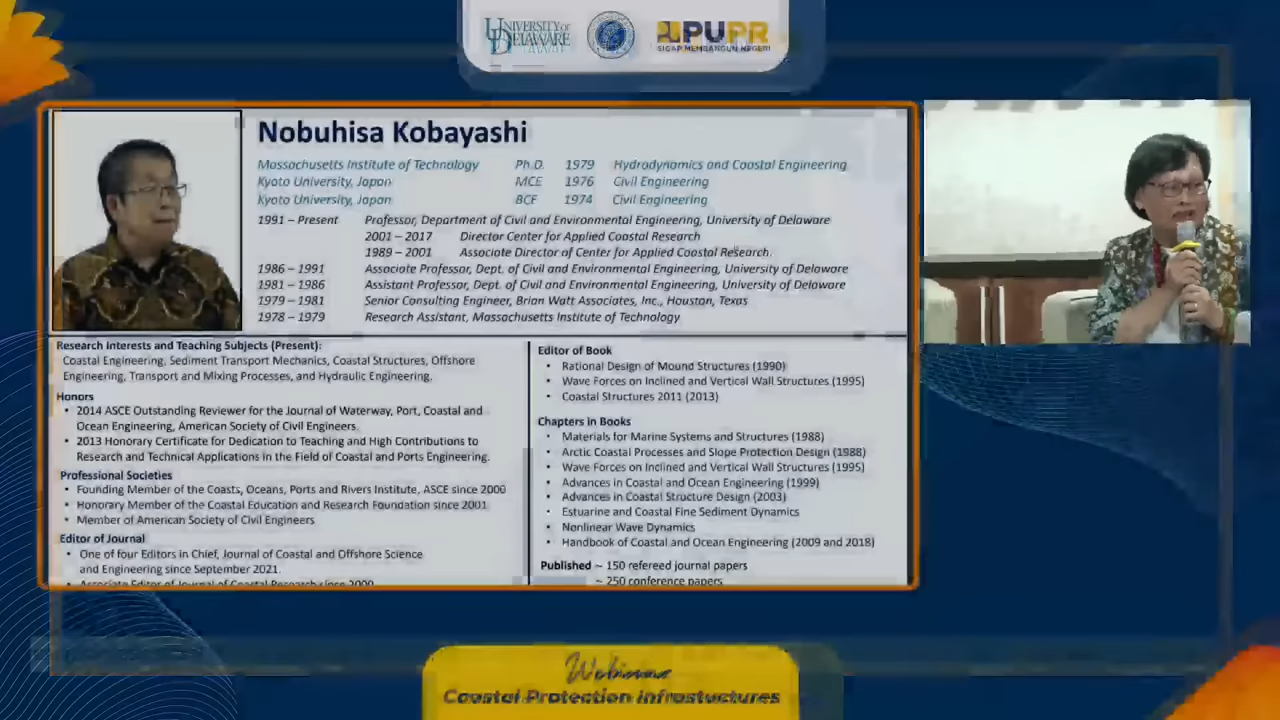 UNIVERSITY OF
DELAWARE
PUPR
SIGAP MEMBANGUN NEGERI
Nobuhisa Kobayashi
Massachusetts Institute of Technology Ph.D. 1979 Hydrodynamics and Coastal Engineering
Kyoto University, Japan MCE 1976 Civil Engineering
Kyoto University, Japan BCE 1974 Civil Engineering
1991 – Present Professor, Department of Civil and Environmental Engineering, University of Delaware
2001 – 2017 Director Center for Applied Coastal Research
1989 – 2001 Associate Director of Center for Applied Coastal Research.
1986 – 1991 Associate Professor, Dept. of Civil and Environmental Engineering, University of Delaware
1981 – 1986 Assistant Professor, Dept. of Civil and Environmental Engineering, University of Delaware
1979 – 1981 Senior Consulting Engineer, Brian Watt Associates, Inc., Houston, Texas
1978 – 1979 Research Assistant, Massachusetts Institute of Technology
Research Interests and Teaching Subjects (Present):
Coastal Engineering, Sediment Transport Mechanics, Coastal Structures, Offshore
Engineering, Transport and Mixing Processes, and Hydraulic Engineering.
Honors
• 2014 ASCE Outstanding Reviewer for the Journal of Waterway, Port, Coastal and
Ocean Engineering, American Society of Civil Engineers.
• 2013 Honorary Certificate for Dedication to Teaching and High Contributions to
Research and Technical Applications in the Field of Coastal and Ports Engineering.
Professional Societies
• Founding Member of the Coasts, Oceans, Ports and Rivers Institute, ASCE since 2000
• Honorary Member of the Coastal Education and Research Foundation since 2001
• Member of American Society of Civil Engineers
Editor of Journal
• One of four Editors in Chief, Journal of Coastal and Offshore Science
and Engineering since September 2021.
• Associate Editor of Journal of Coastal Research since 2000
Editor of Book
• Rational Design of Mound Structures (1990)
• Wave Forces on Inclined and Vertical Wall Structures (1995)
• Coastal Structures 2011 (2013)
Chapters in Books
• Materials for Marine Systems and Structures (1988)
• Arctic Coastal Processes and Slope Protection Design (1988)
• Wave Forces on Inclined and Vertical Wall Structures (1995)
• Advances in Coastal and Ocean Engineering (1999)
• Advances in Coastal Structure Design (2003)
• Estuarine and Coastal Fine Sediment Dynamics
• Nonlinear Wave Dynamics
• Handbook of Coastal and Ocean Engineering (2009 and 2018)
Published ~ 150 refereed journal papers
~ 250 conference papers
Webinar
Coastal Protection Infrastuctures